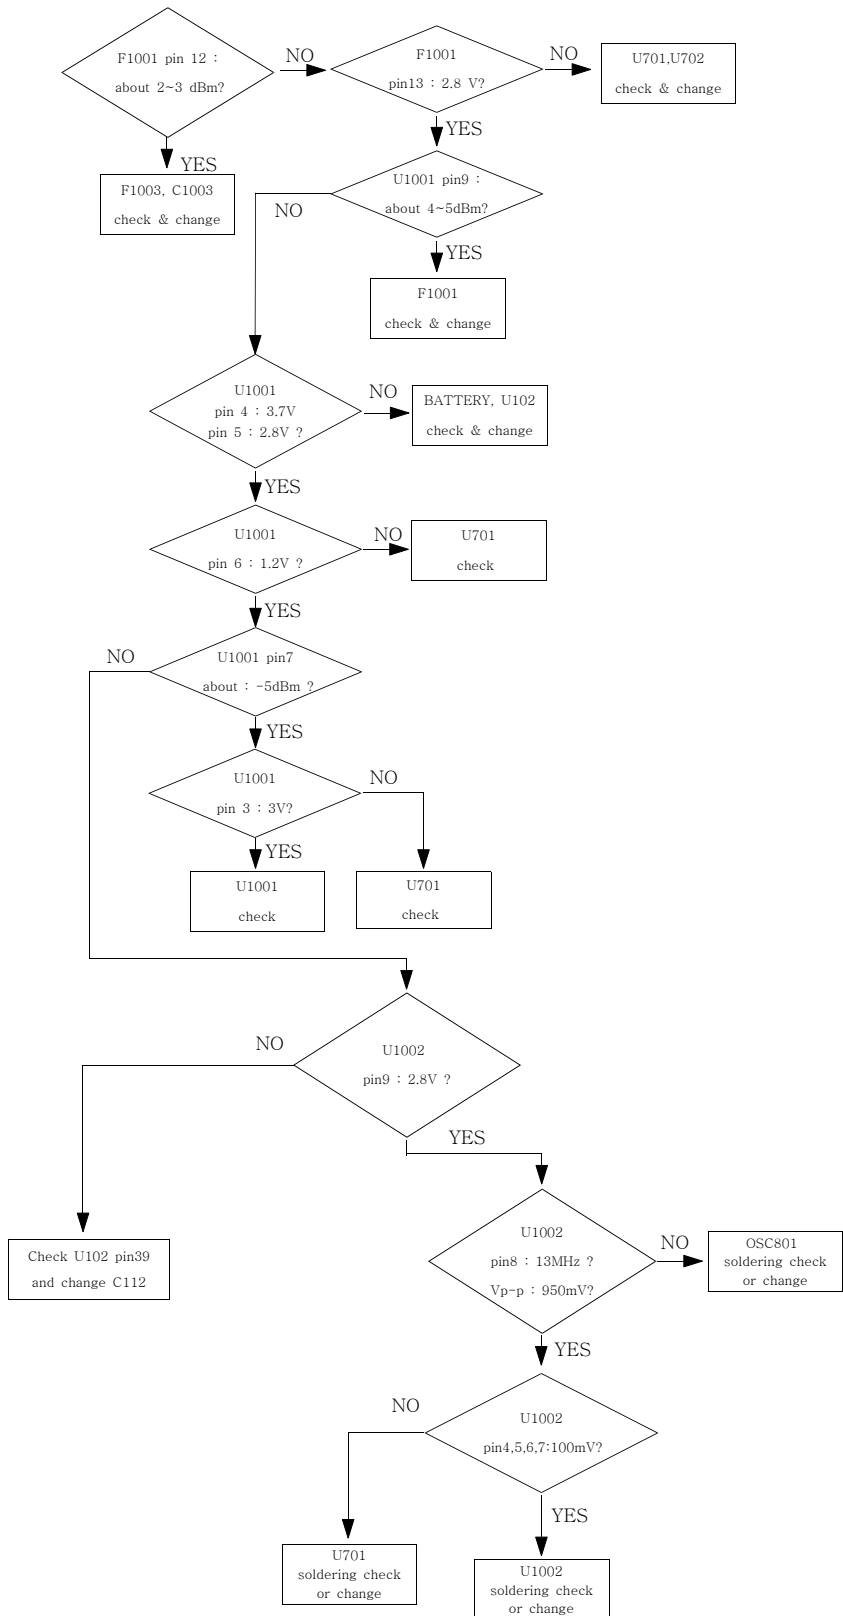 F1001 pin 12 :
about 2~3 dBm?
NO
F1001
pin13 : 2.8 V?
NO
U701,U702
check & change
YES
F1003, C1003
check & change
YES
U1001 pin9 :
about 4~5dBm?
NO
YES
F1001
check & change
U1001
pin 4 : 3.7V
pin 5 : 2.8V ?
NO
BATTERY, U102
check & change
YES
U1001
pin 6 : 1.2V ?
NO
U701
check
YES
U1001 pin7
about : -5dBm ?
NO
YES
U1001
pin 3 : 3V?
NO
YES
U1001
check
U701
check
U1002
pin9 : 2.8V ?
NO
YES
Check U102 pin39
and change C112
U1002
pin8 : 13MHz ?
Vp-p : 950mV?
NO
OSC801
soldering check
or change
YES
U1002
pin4,5,6,7:100mV?
NO
YES
U701
soldering check
or change
U1002
soldering check
or change